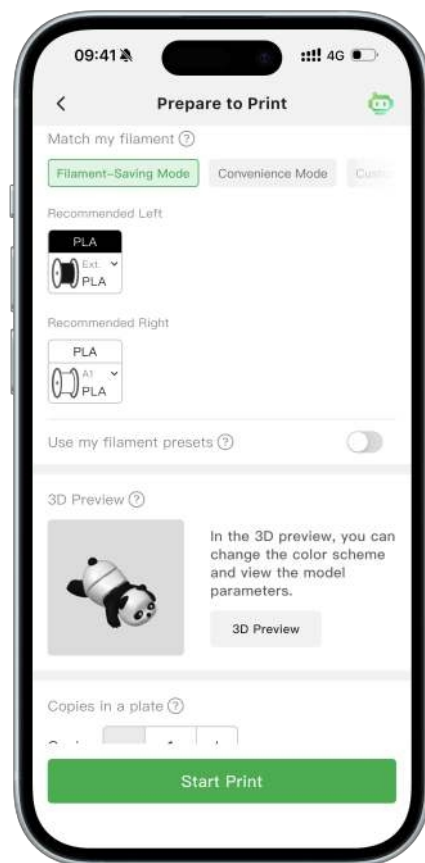 09:41 4G
Prepare to Print
Match my filament ?
Filament-Saving Mode Convenience Mode
Recommended Left
PLA
Ext.
PLA
Recommended Right
PLA
A1
PLA
Use my filament presets ?
3D Preview ?
In the 3D preview, you can
change the color scheme
and view the model
parameters.
3D Preview
Copies in a plate ?
Start Print